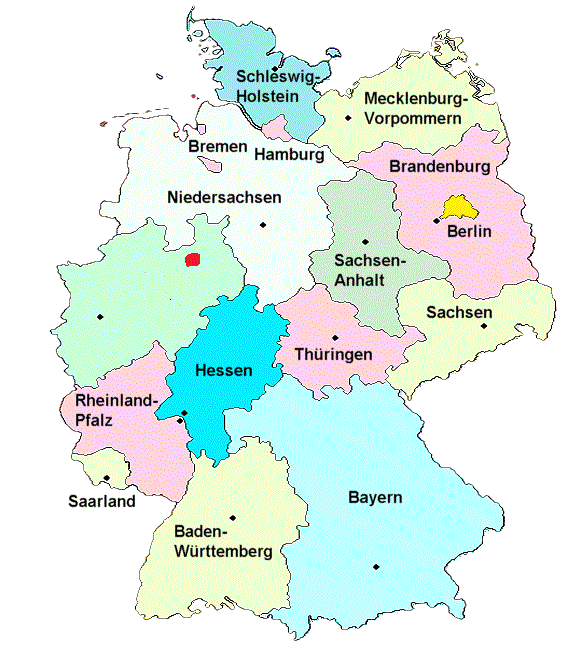 Schleswig-
Holstein
Mecklenburg-
Vorpommern
Hamburg
Bremen
Brandenburg
Niedersachsen
Berlin
Sachsen-
Anhalt
Sachsen
Thüringen
Hessen
Rheinland-
Pfalz
Saarland
Bayern
Baden-
Württemberg